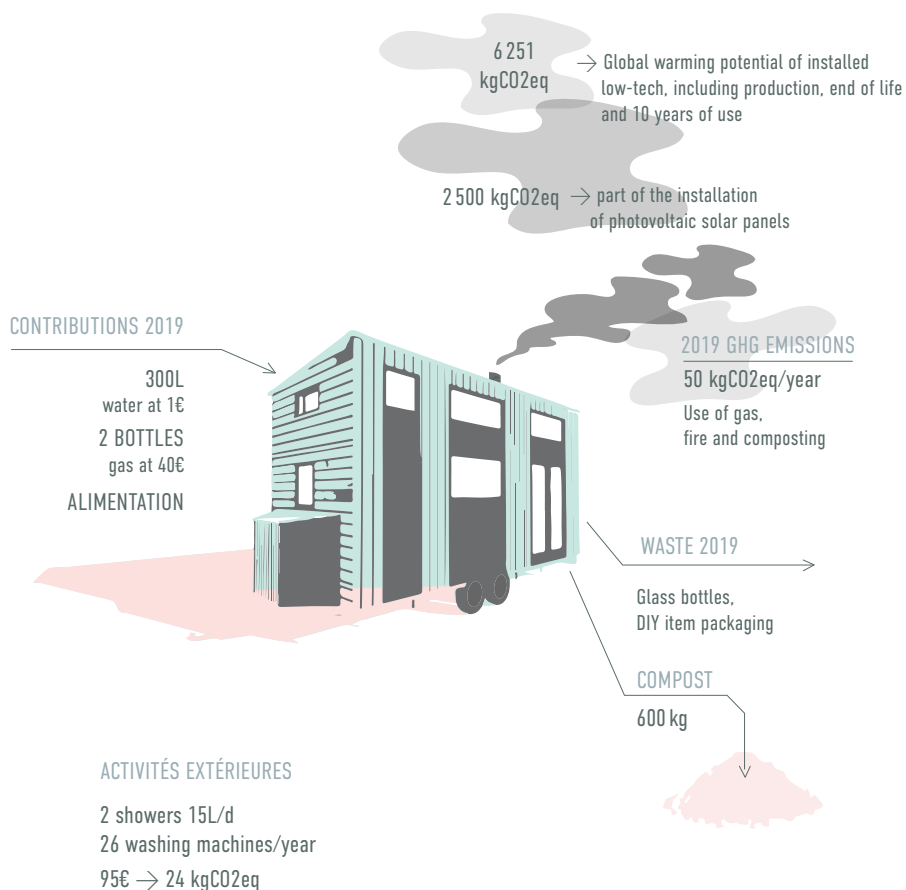 6 251
kgCO2eq
→ Global warming potential of installed
low-tech, including production, end of life
and 10 years of use
2 500 kgCO2eq → part of the installation
of photovoltaic solar panels
CONTRIBUTIONS 2019
300L
water at 1€
2 BOTTLES
gas at 40€
ALIMENTATION
2019 GHG EMISSIONS
50 kgCO2eq/year
Use of gas,
fire and composting
WASTE 2019
Glass bottles,
DIY item packaging
COMPOST
600 kg
ACTIVITÉS EXTÉRIEURES
2 showers 15L/d
26 washing machines/year
95€ → 24 kgCO2eq